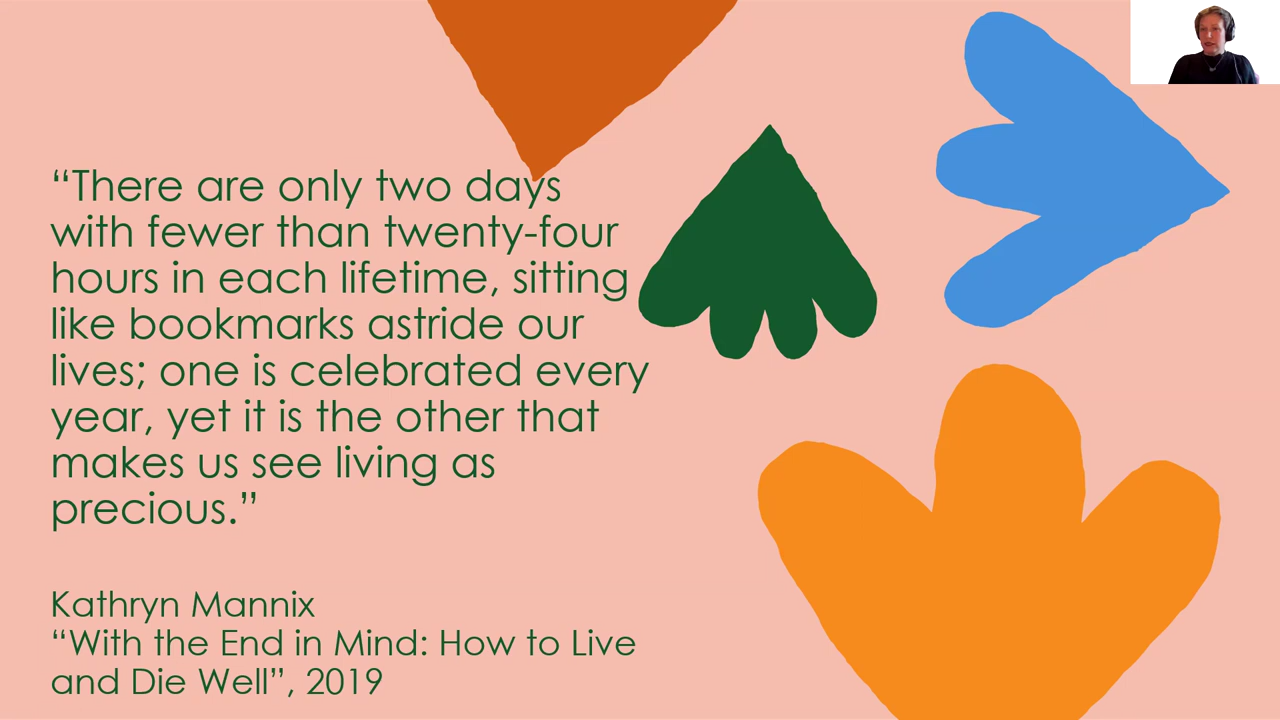 “There are only two days
with fewer than twenty-four
hours in each lifetime, sitting
like bookmarks astride our
lives; one is celebrated every
year, yet it is the other that
makes us see living as
precious.”
Kathryn Mannix
“With the End in Mind: How to Live
and Die Well”, 2019